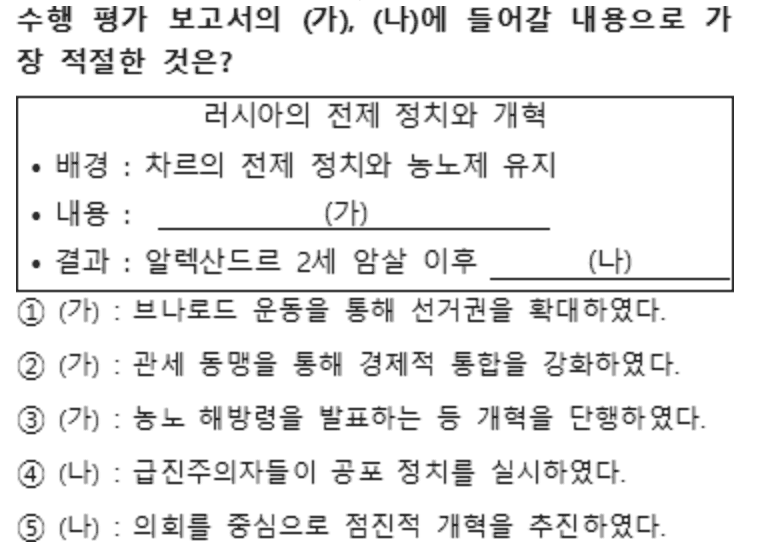 수행 평가 보고서의 (가), (나)에 들어갈 내용으로 가
장 적절한 것은?
러시아의 전제 정치와 개혁
• 배경 : 차르의 전제 정치와 농노제 유지
• 내용 : (가)
• 결과 : 알렉산드르 2세 암살 이후 (나)
① (가) : 브나로드 운동을 통해 선거권을 확대하였다.
② (가) : 관세 동맹을 통해 경제적 통합을 강화하였다.
③ (가) : 농노 해방령을 발표하는 등 개혁을 단행하였다.
④ (나) : 급진주의자들이 공포 정치를 실시하였다.
⑤ (나) : 의회를 중심으로 점진적 개혁을 추진하였다.